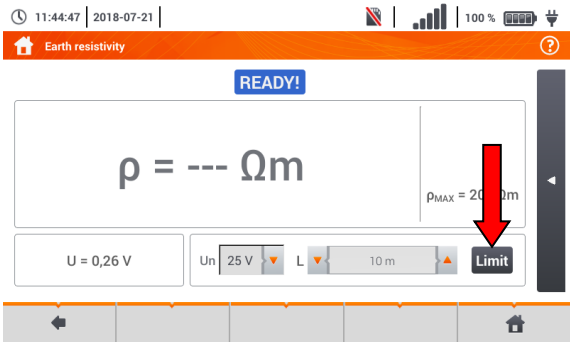 11:44:47 2018-07-21 100 %
Earth resistivity ?
READY!
ρ = --- Ωm
ρMAX = Ωm
U = 0,26 V Un 25 V L 10 m Limit